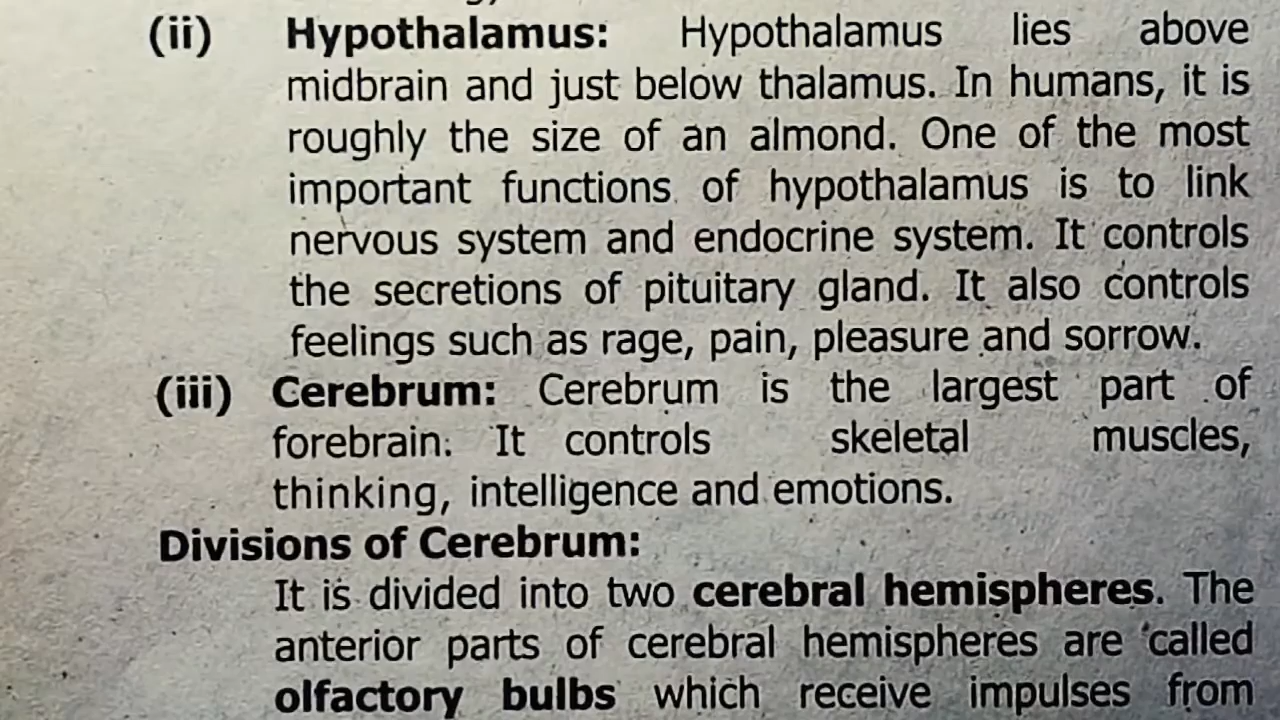 (ii) Hypothalamus: Hypothalamus lies above
midbrain and just below thalamus. In humans, it is
roughly the size of an almond. One of the most
important functions of hypothalamus is to link
nervous system and endocrine system. It controls
the secretions of pituitary gland. It also controls
feelings such as rage, pain, pleasure and sorrow.
(iii) Cerebrum: Cerebrum is the largest part of
forebrain. It controls skeletal muscles,
thinking, intelligence and emotions.
Divisions of Cerebrum:
It is divided into two cerebral hemispheres. The
anterior parts of cerebral hemispheres are called
olfactory bulbs which receive impulses from